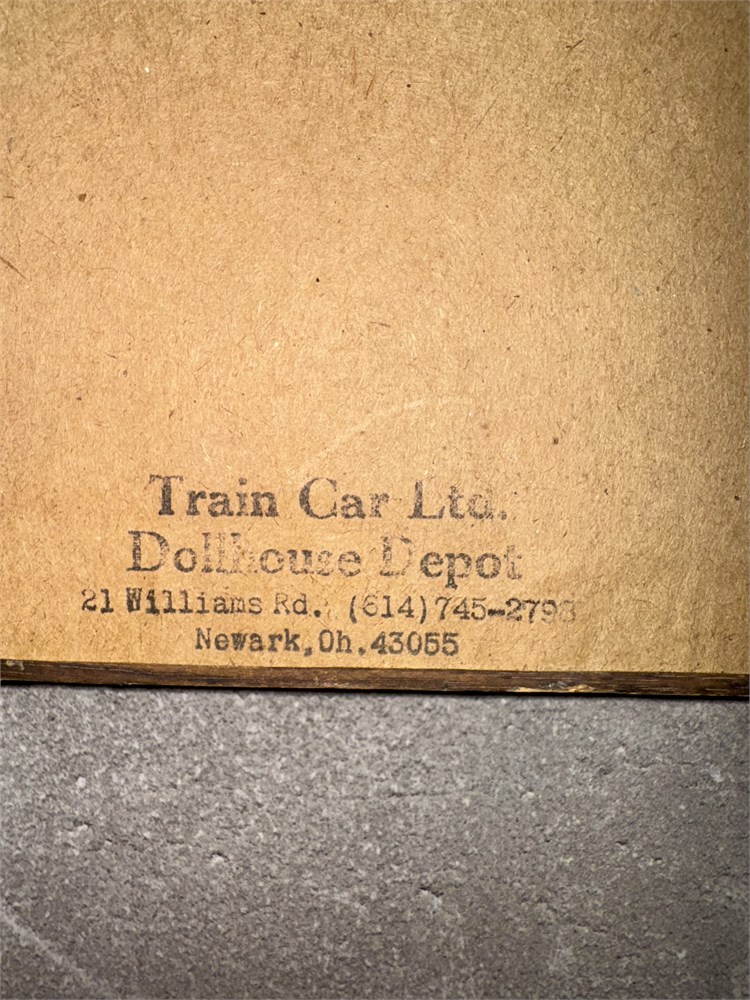 Train Car Ltd.
Dollhouse Depot
21 Williams Rd. (614)745-2793
Newark,Oh.43055